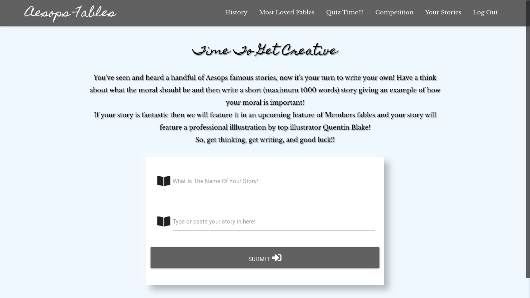 Aesops-Fables
History Most Loved Fables Quiz Time!!! Competition Your Stories Log Out
Time To Get Creative
You've seen and heard a handful of Aesops famous stories, now it's your turn to write your own! Have a think
about what the moral should be and then write a short (maximum 1000 words) story giving an example of how
your moral is important!
If your story is fantastic then we will feature it in an upcoming feature of Members fables and your story will
feature a professional illlustration by top illustrator Quentin Blake!
So, get thinking, get writing, and good luck!!
What Is The Name Of Your Story!
Type or paste your story in here!
SUBMIT